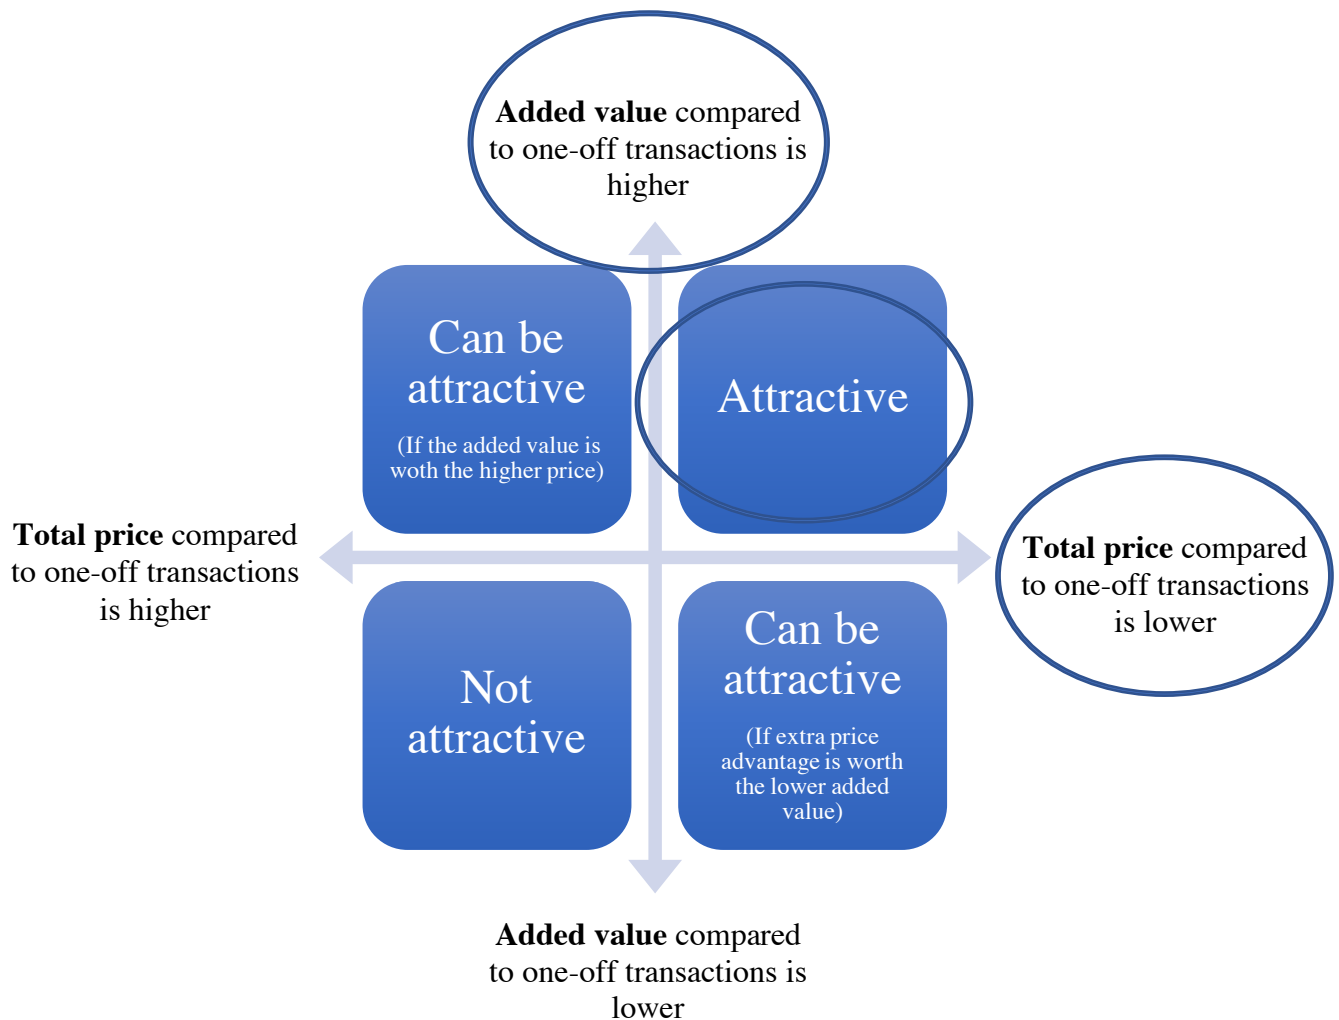 Added value compared
to one-off transactions is
higher
Can be
attractive
(If the added value is
woth the higher price)
Attractive
Total price compared
to one-off transactions
is higher
Total price compared
to one-off transactions
is lower
Not
attractive
Can be
attractive
(If extra price
advantage is worth
the lower added
value)
Added value compared
to one-off transactions is
lower